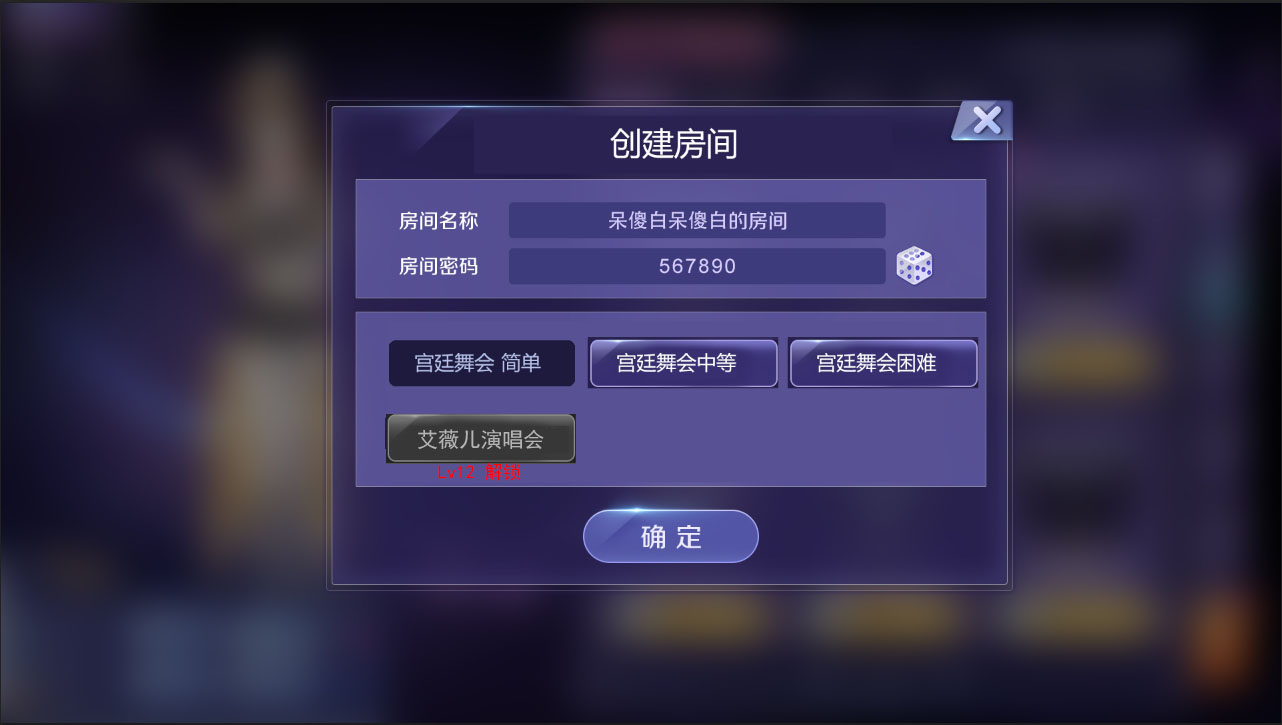 创建房间
房间名称 呆傻白呆傻白的房间
房间密码 567890
宫廷舞会 简单 宫廷舞会中等 宫廷舞会困难
艾薇儿演唱会
Lv12 解锁
确 定